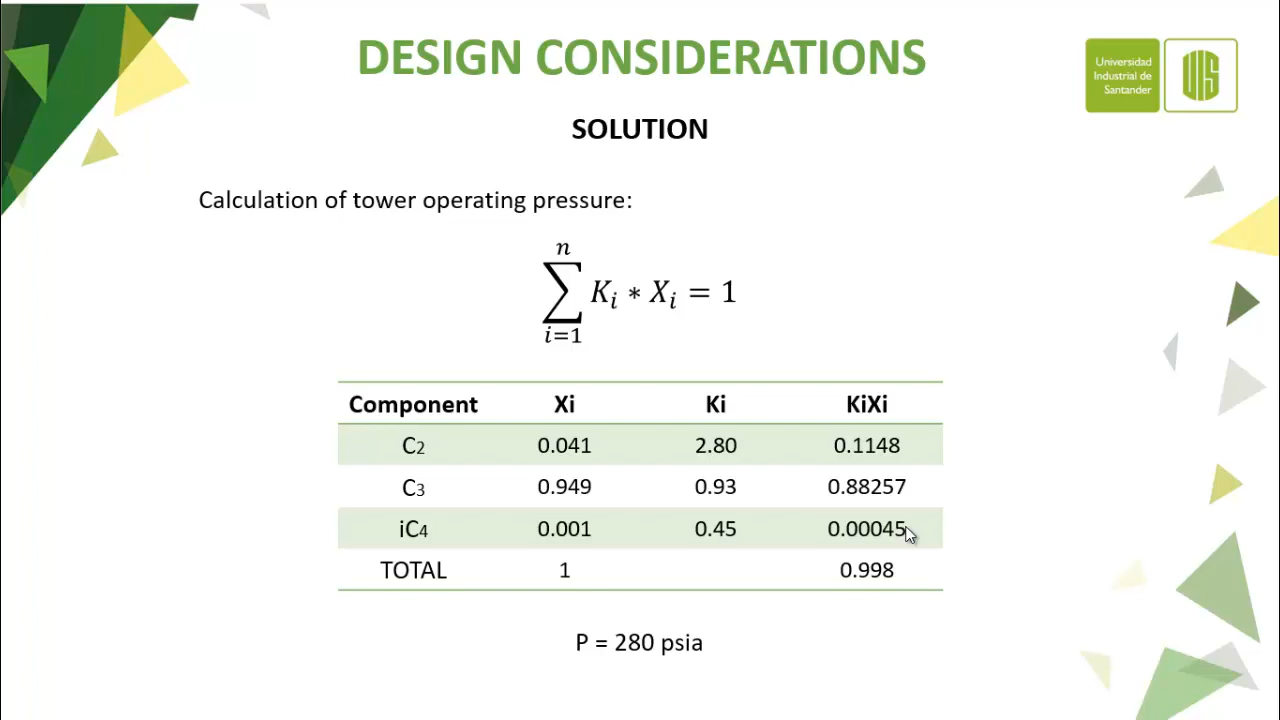 DESIGN CONSIDERATIONS
Universidad
Industrial de
Santander
UIS
SOLUTION
Calculation of tower operating pressure:
n
∑ Kᵢ ∗ Xᵢ = 1
i=1
Component Xi Ki KiXi
C2 0.041 2.80 0.1148
C3 0.949 0.93 0.88257
iC4 0.001 0.45 0.00045
TOTAL 1 0.998
P = 280 psia